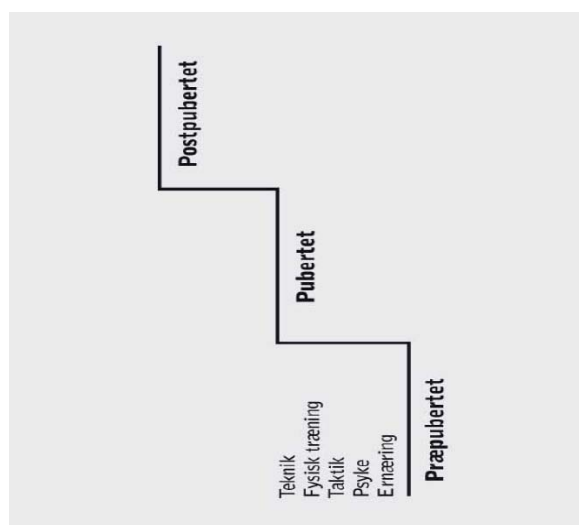 Teknik
Fysisk træning
Taktik
Psyke
Ernæring
Præpubertet
Pubertet
Postpubertet